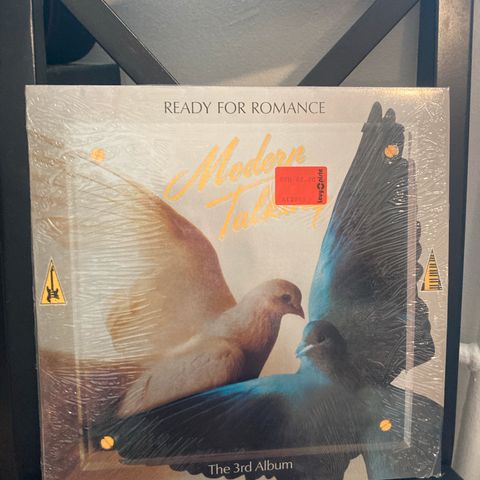 READY FOR ROMANCE
Modern
Talking
The 3rd Album